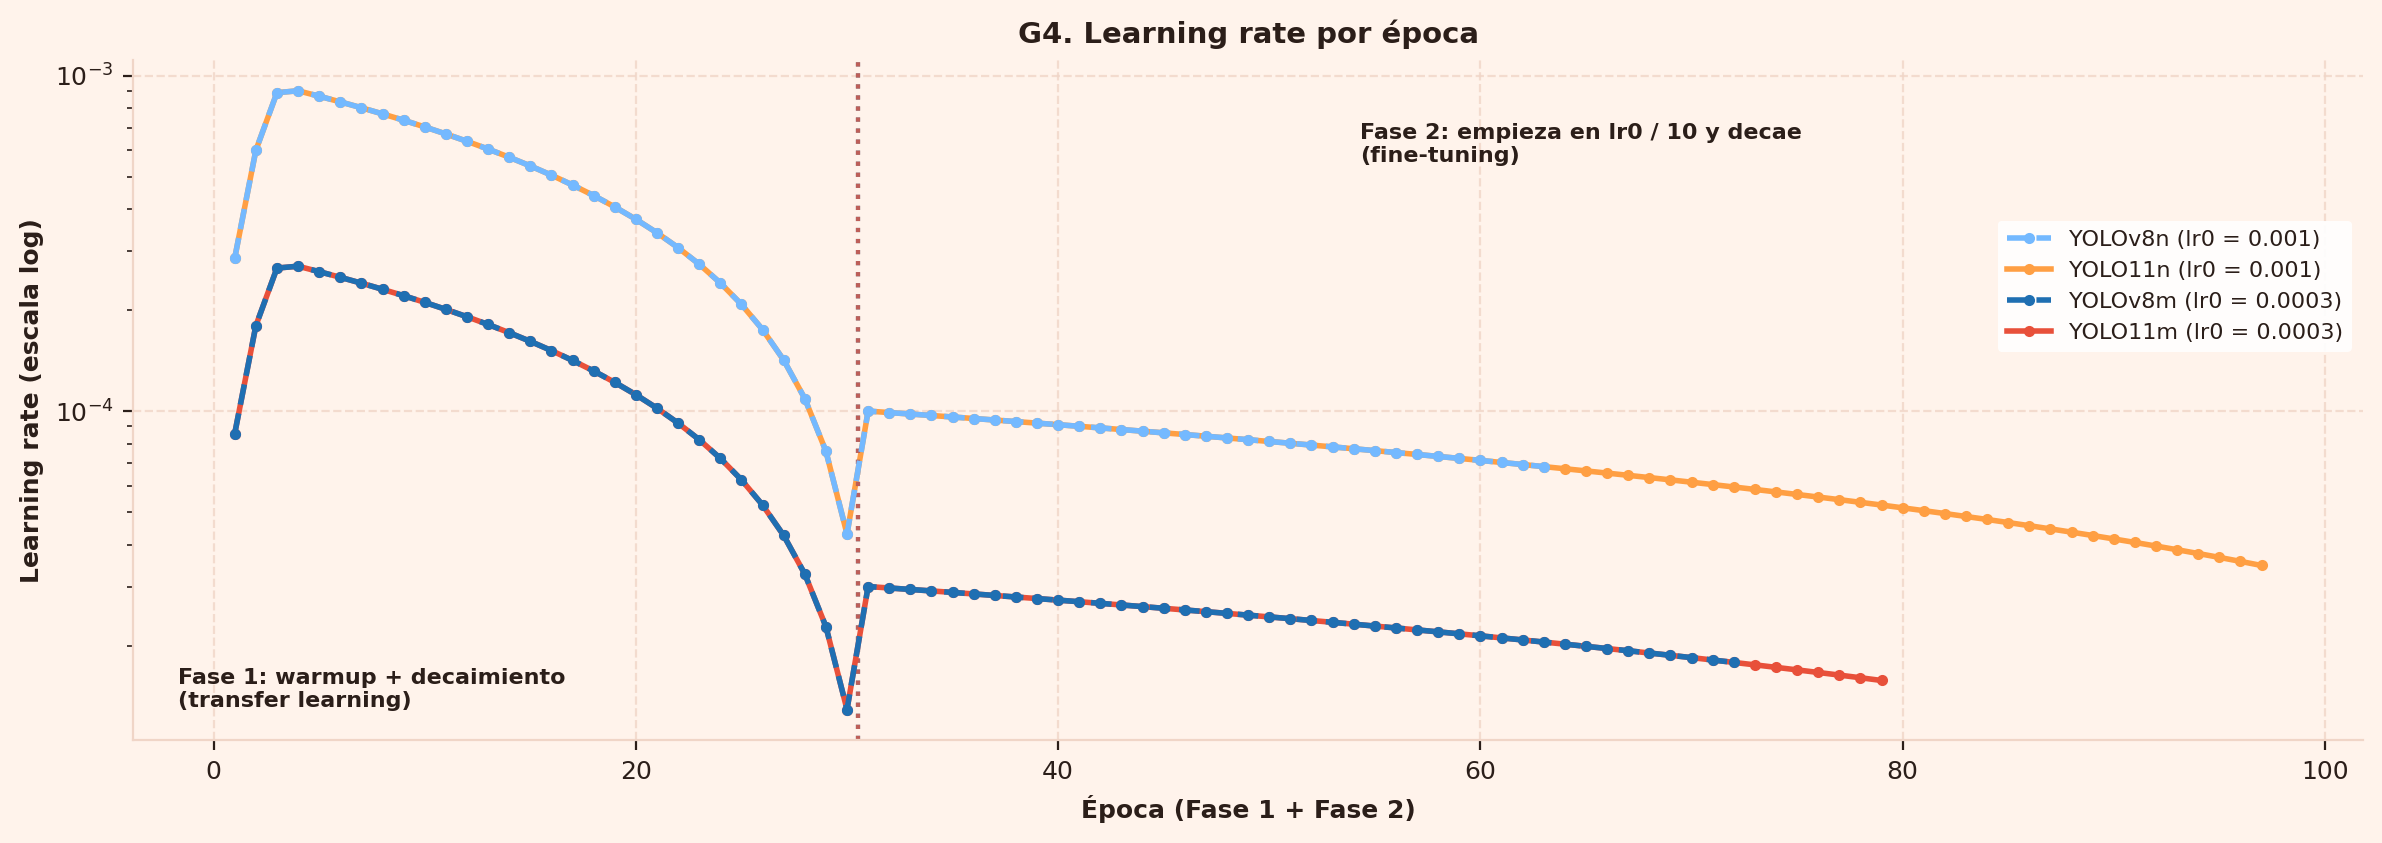 G4. Learning rate por época
Learning rate (escala log)
10⁻³
10⁻⁴
Fase 2: empieza en lr0 / 10 y decae
(fine-tuning)
YOLOv8n (lr0 = 0.001)
YOLO11n (lr0 = 0.001)
YOLOv8m (lr0 = 0.0003)
YOLO11m (lr0 = 0.0003)
Fase 1: warmup + decaimiento
(transfer learning)
0 20 40 60 80 100
Época (Fase 1 + Fase 2)